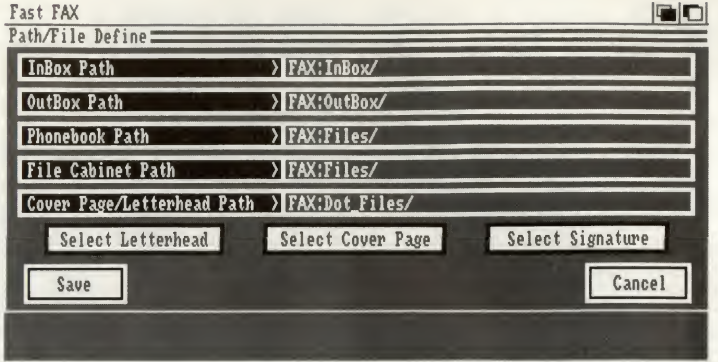 Fast FAX
Path/File Define
InBox Path > FAX:InBox/
OutBox Path > FAX:OutBox/
Phonebook Path > FAX:Files/
File Cabinet Path > FAX:Files/
Cover Page/Letterhead Path > FAX:Dot_Files/
Select Letterhead Select Cover Page Select Signature
Save Cancel